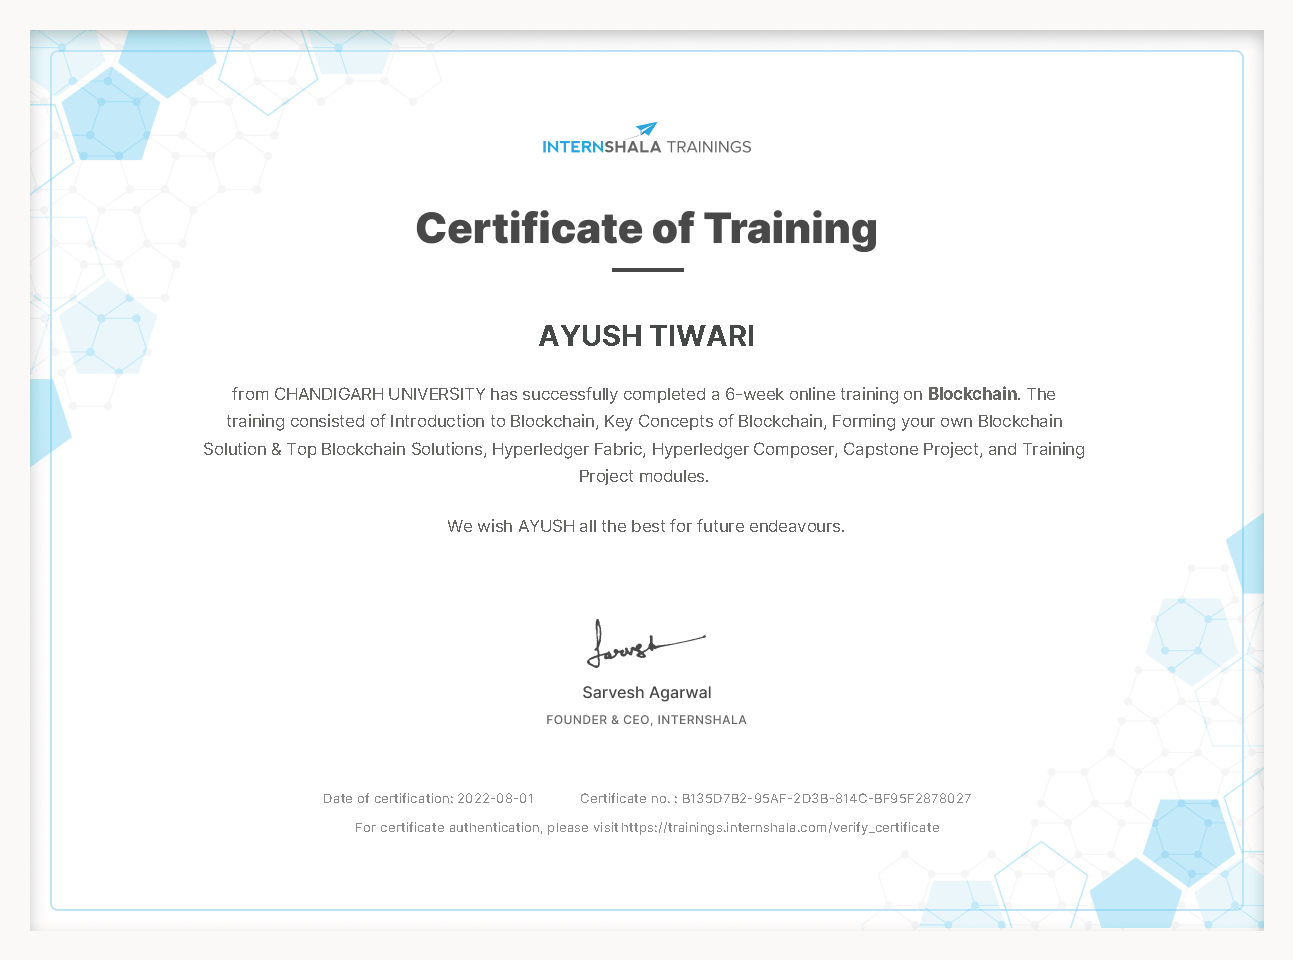 INTERNSHALA TRAININGS
Certificate of Training
AYUSH TIWARI
from CHANDIGARH UNIVERSITY has successfully completed a 6-week online training on Blockchain. The
training consisted of Introduction to Blockchain, Key Concepts of Blockchain, Forming your own Blockchain
Solution & Top Blockchain Solutions, Hyperledger Fabric, Hyperledger Composer, Capstone Project, and Training
Project modules.
We wish AYUSH all the best for future endeavours.
Sarvesh
Sarvesh Agarwal
FOUNDER & CEO, INTERNSHALA
Date of certification: 2022-08-01 Certificate no. : B135D7B2-95AF-2D3B-814C-BF95F2878027
For certificate authentication, please visit https://trainings.internshala.com/verify_certificate